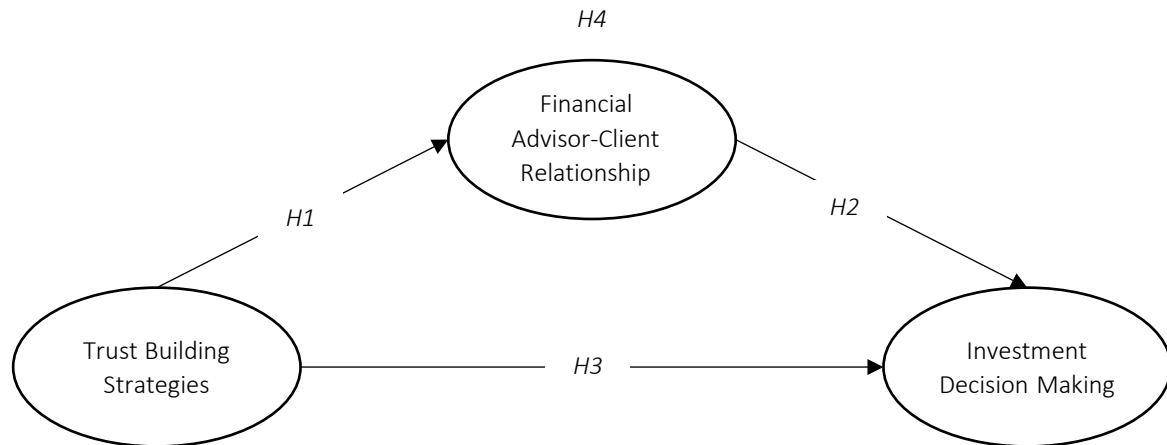 H4
Financial
Advisor-Client
Relationship
H1
H2
Trust Building
Strategies
H3
Investment
Decision Making